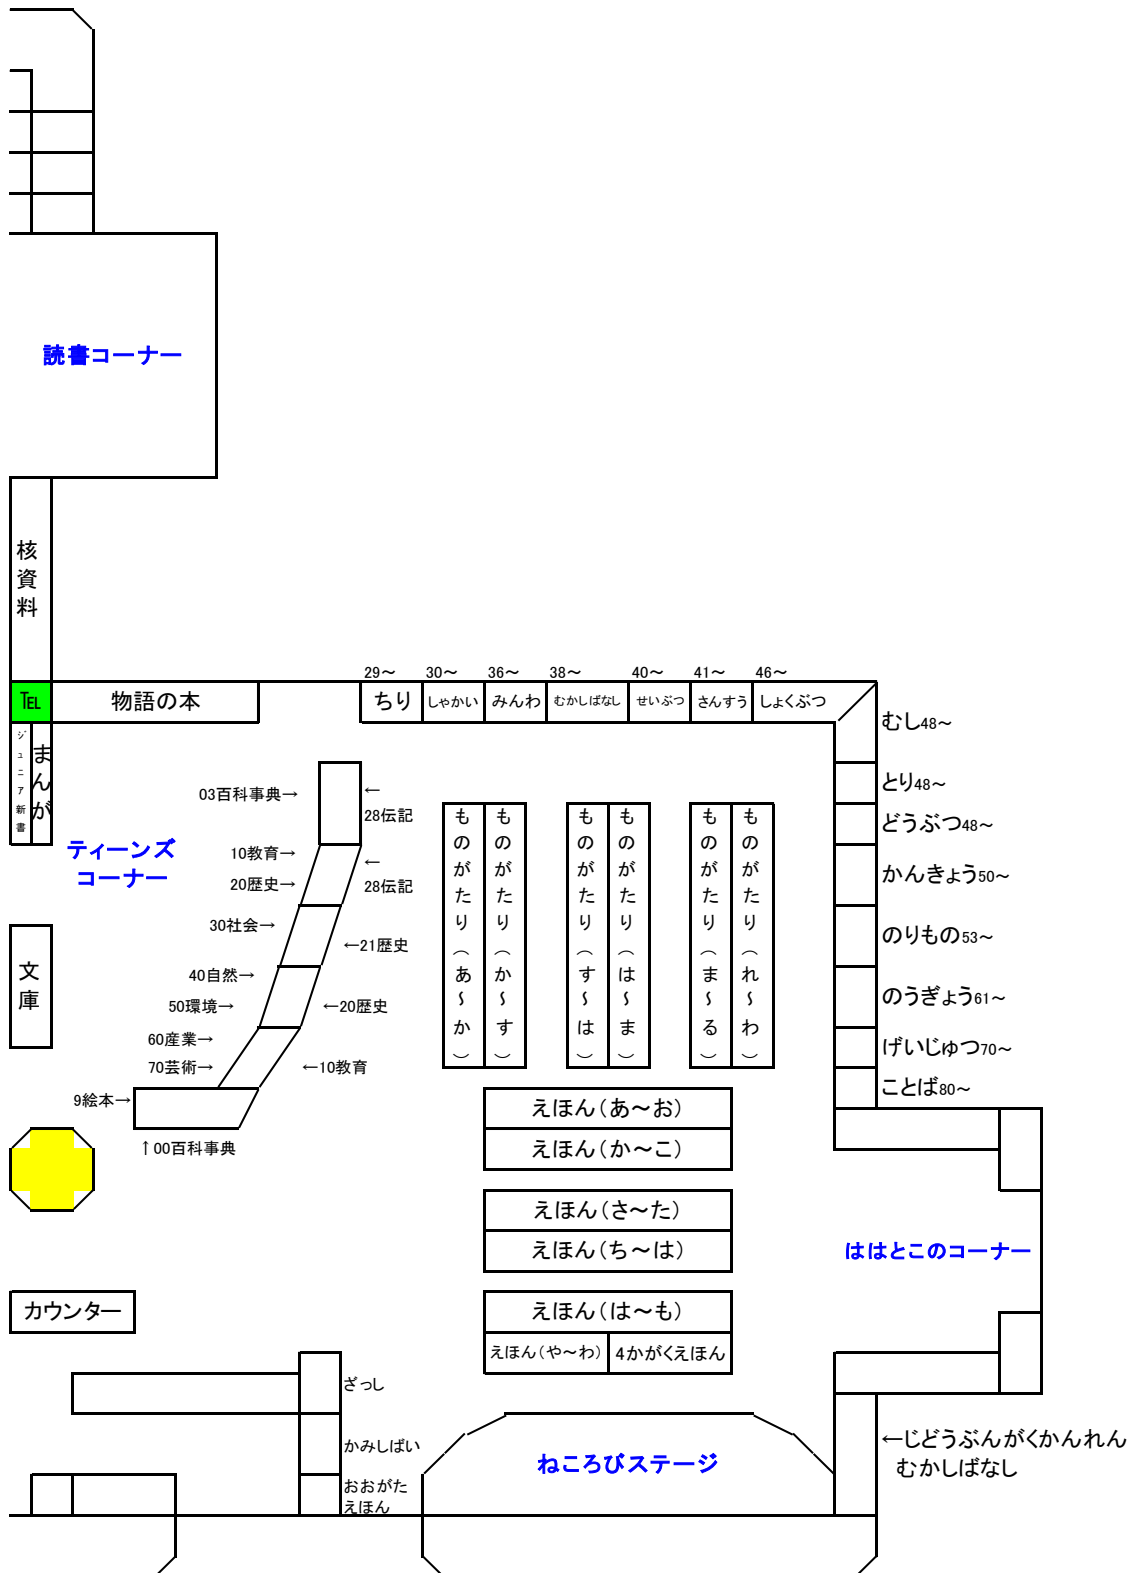 読書コーナー
核資料
29～
30～
36～
38～
40～
41～
46～
TEL
物語の本
ちり
しゃかい
みんわ
むかしばなし
せいぶつ
さんすう
しょくぶつ
むし48～
ジュニア新書
まんが
とり48～
03百科事典→
←
28伝記
どうぶつ48～
ティーンズ
コーナー
10教育→
←
28伝記
20歴史→
かんきょう50～
ものがたり（あ～か）
ものがたり（か～す）
ものがたり（す～は）
ものがたり（は～ま）
ものがたり（ま～る）
ものがたり（れ～わ）
30社会→
←21歴史
のりもの53～
文庫
40自然→
50環境→
←20歴史
のうぎょう61～
60産業→
70芸術→
←10教育
げいじゅつ70～
ことば80～
9絵本→
↑00百科事典
えほん（あ～お）
えほん（か～こ）
えほん（さ～た）
えほん（ち～は）
ははとこのコーナー
カウンター
えほん（は～も）
えほん（や～わ）
4かがくえほん
ざっし
かみしばい
おおがた
えほん
ねころびステージ
←じどうぶんがくかんれん
むかしばなし